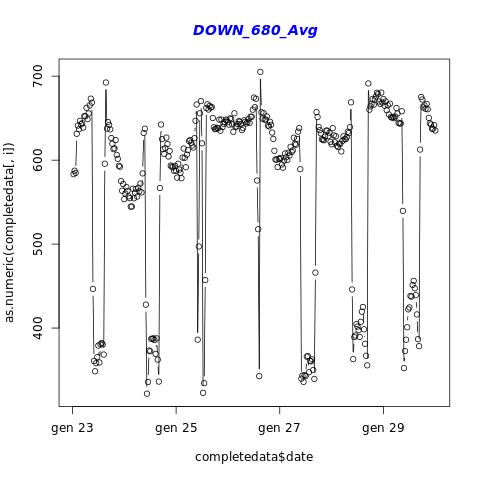 DOWN_680_Avg
as.numeric(completedata[, i])
700
600
500
400
gen 23
gen 25
gen 27
gen 29
completedata$date